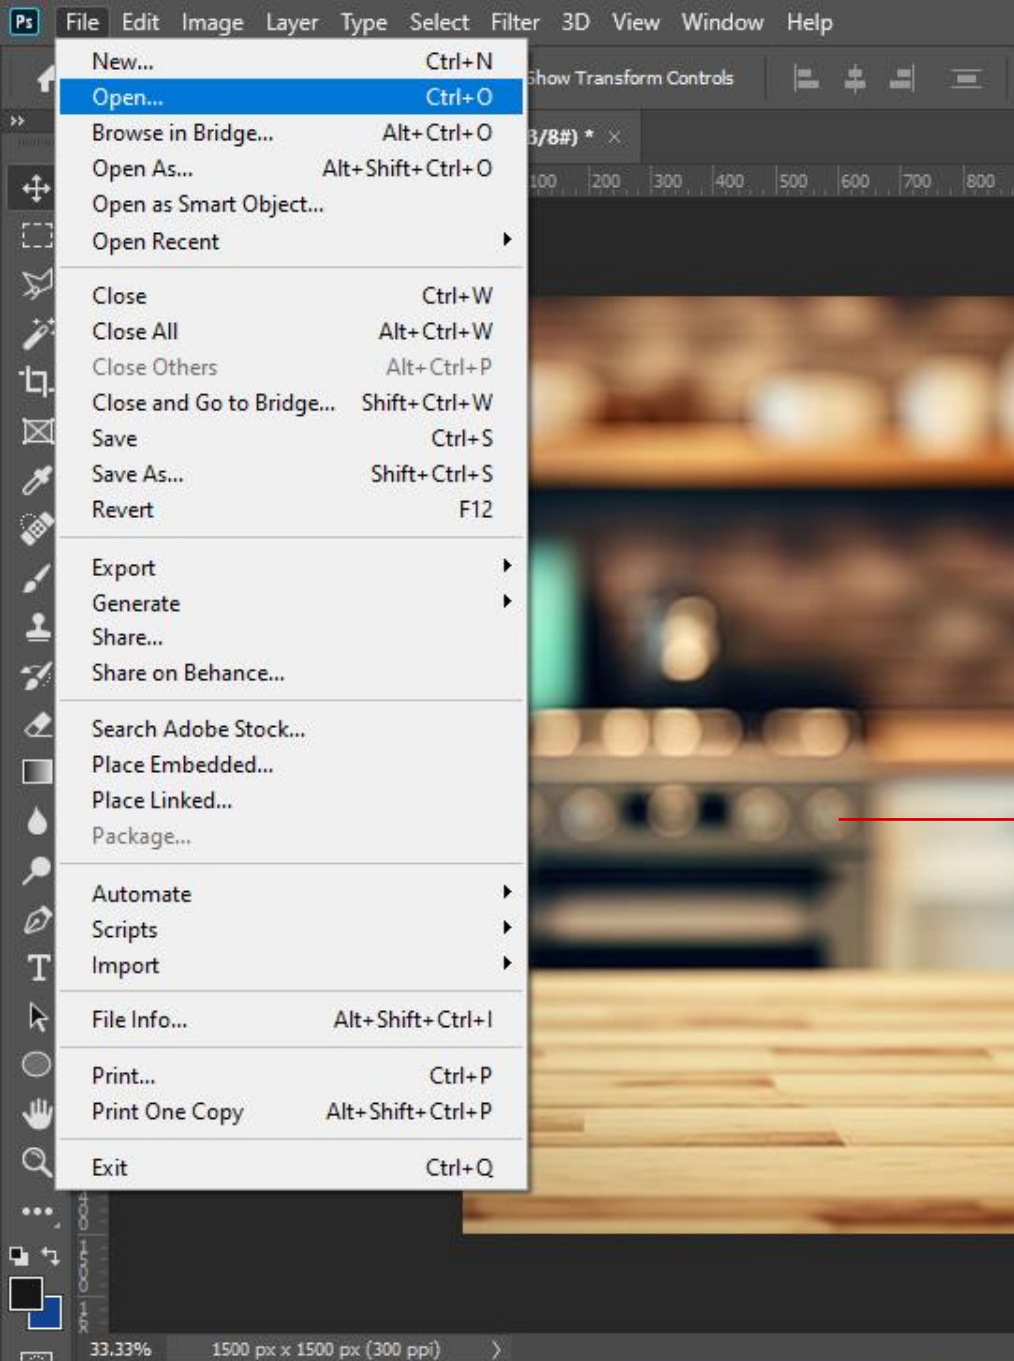 Ps File Edit Image Layer Type Select Filter 3D View Window Help
Show Transform Controls
3/8#) * ×
100 200 300 400 500 600 700 800
New... Ctrl+N
Open... Ctrl+O
Browse in Bridge... Alt+Ctrl+O
Open As... Alt+Shift+Ctrl+O
Open as Smart Object...
Open Recent
Close Ctrl+W
Close All Alt+Ctrl+W
Close Others Alt+Ctrl+P
Close and Go to Bridge... Shift+Ctrl+W
Save Ctrl+S
Save As... Shift+Ctrl+S
Revert F12
Export
Generate
Share...
Share on Behance...
Search Adobe Stock...
Place Embedded...
Place Linked...
Package...
Automate
Scripts
Import
File Info... Alt+Shift+Ctrl+I
Print... Ctrl+P
Print One Copy Alt+Shift+Ctrl+P
Exit Ctrl+Q
1500
33.33% 1500 px x 1500 px (300 ppi)